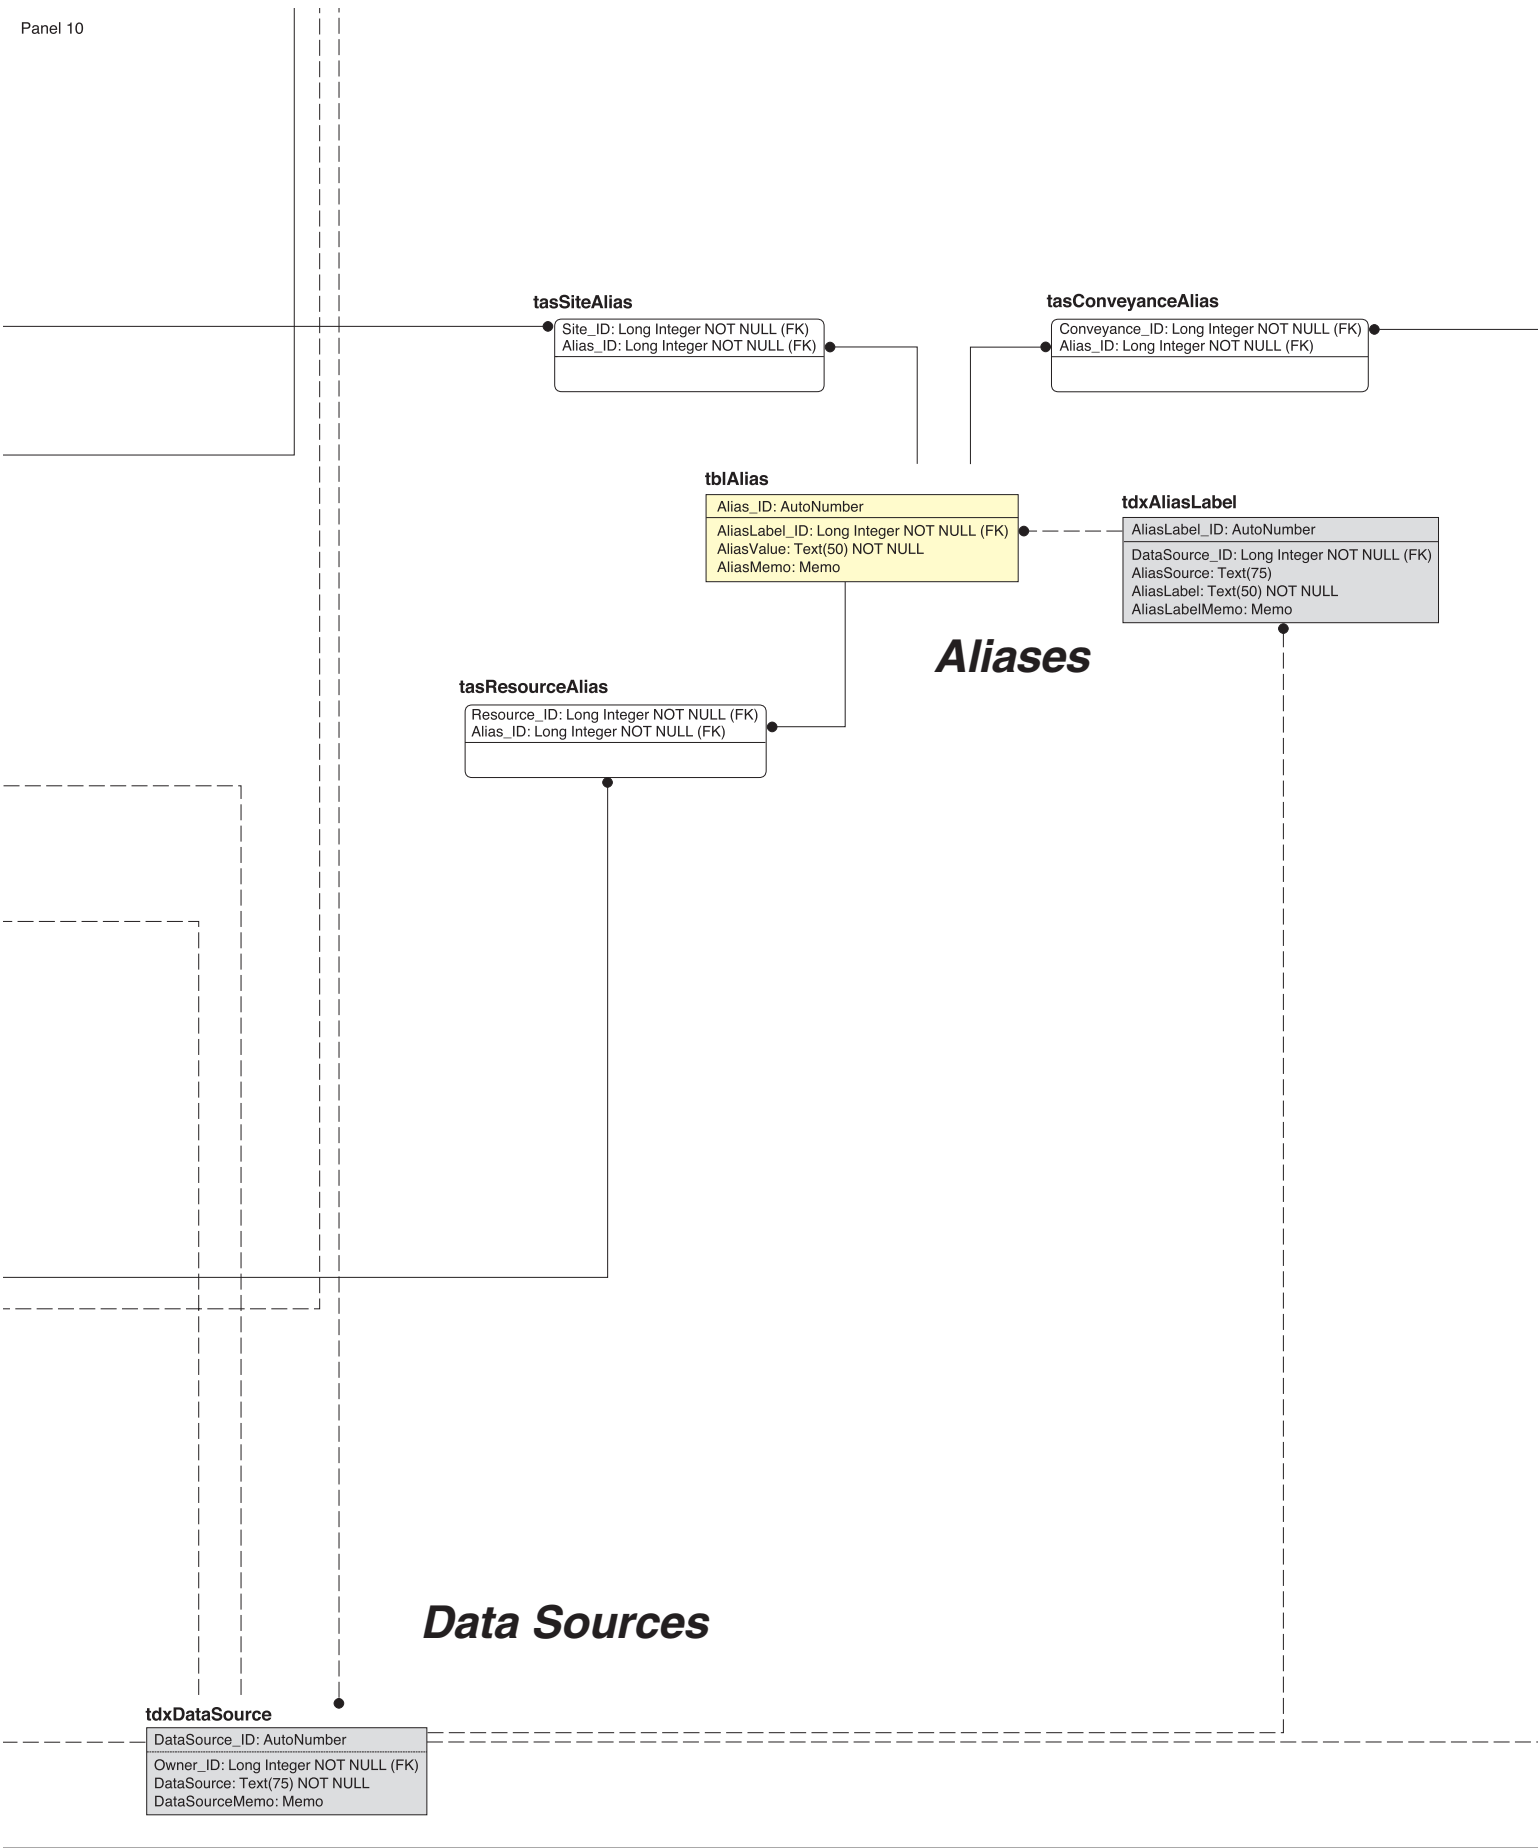 Panel 10
tasSiteAlias
Site_ID: Long Integer NOT NULL (FK)
Alias_ID: Long Integer NOT NULL (FK)
tasConveyanceAlias
Conveyance_ID: Long Integer NOT NULL (FK)
Alias_ID: Long Integer NOT NULL (FK)
tblAlias
Alias_ID: AutoNumber
AliasLabel_ID: Long Integer NOT NULL (FK)
AliasValue: Text(50) NOT NULL
AliasMemo: Memo
tdxAliasLabel
AliasLabel_ID: AutoNumber
DataSource_ID: Long Integer NOT NULL (FK)
AliasSource: Text(75)
AliasLabel: Text(50) NOT NULL
AliasLabelMemo: Memo
Aliases
tasResourceAlias
Resource_ID: Long Integer NOT NULL (FK)
Alias_ID: Long Integer NOT NULL (FK)
Data Sources
tdxDataSource
DataSource_ID: AutoNumber
Owner_ID: Long Integer NOT NULL (FK)
DataSource: Text(75) NOT NULL
DataSourceMemo: Memo